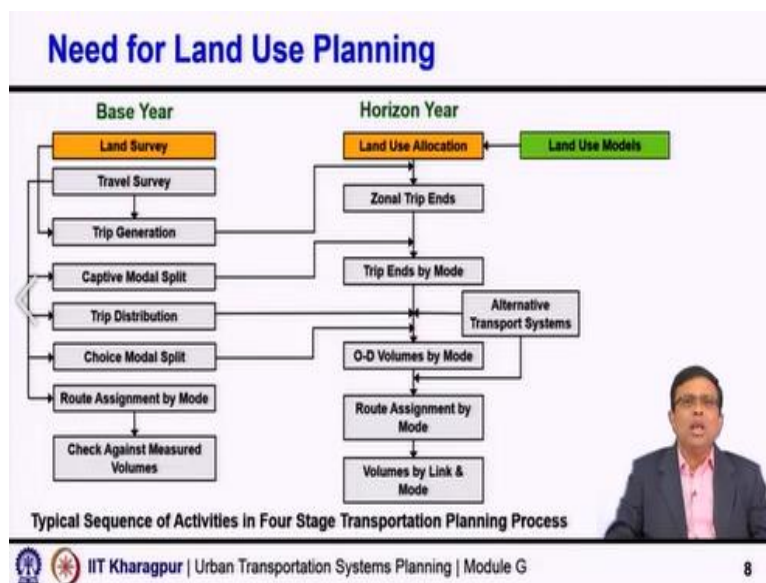 Need for Land Use Planning
Base Year
Horizon Year
Land Survey
Land Use Allocation
Land Use Models
Travel Survey
Zonal Trip Ends
Trip Generation
Captive Modal Split
Trip Ends by Mode
Trip Distribution
Alternative
Transport Systems
Choice Modal Split
O-D Volumes by Mode
Route Assignment by Mode
Route Assignment by
Mode
Check Against Measured
Volumes
Volumes by Link &
Mode
Typical Sequence of Activities in Four Stage Transportation Planning Process
IIT Kharagpur | Urban Transportation Systems Planning | Module G
8